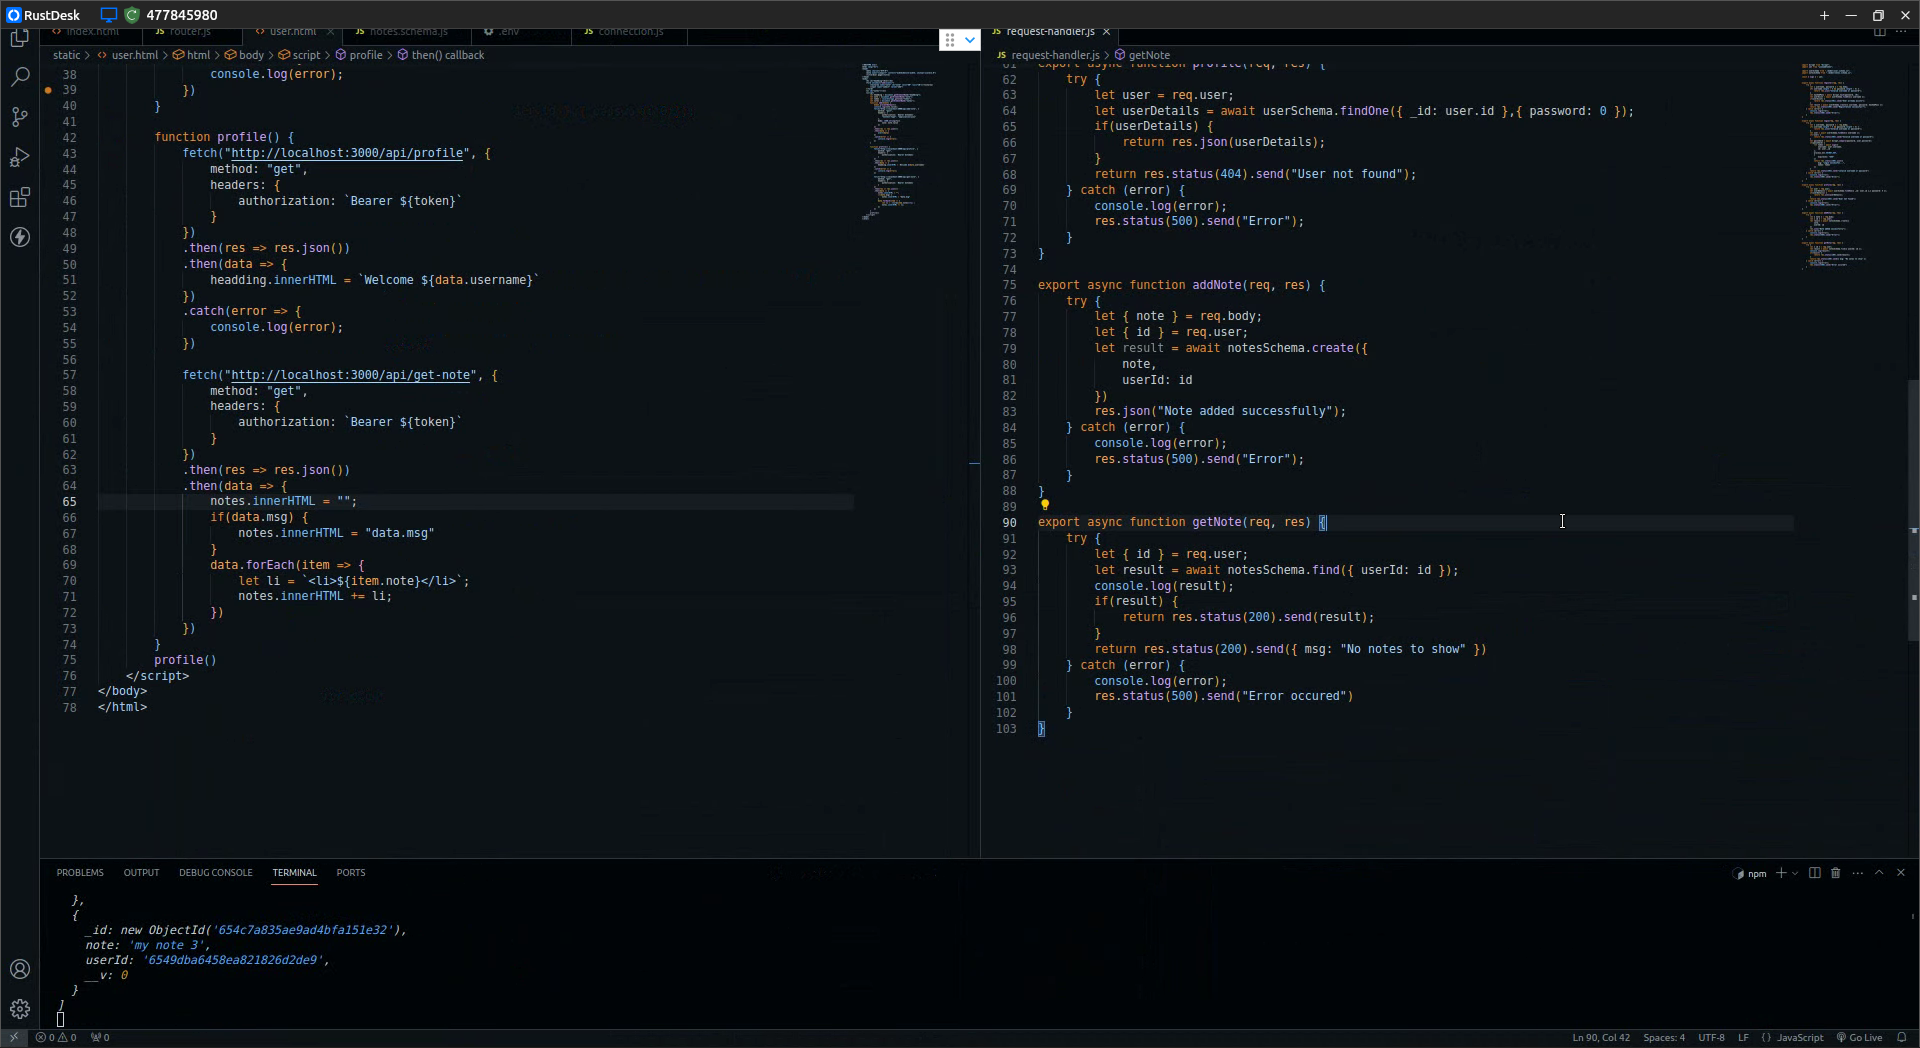 RustDesk 477845980
index.html router.js user.html notes.schema.js .env connection.js
static > user.html > html > body > script > profile > then() callback
38 console.log(error);
39 })
40 }
41
42 function profile() {
43 fetch("http://localhost:3000/api/profile", {
44 method: "get",
45 headers: {
46 authorization: `Bearer ${token}`
47 }
48 })
49 .then(res => res.json())
50 .then(data => {
51 headding.innerHTML = `Welcome ${data.username}`
52 })
53 .catch(error => {
54 console.log(error);
55 })
56
57 fetch("http://localhost:3000/api/get-note", {
58 method: "get",
59 headers: {
60 authorization: `Bearer ${token}`
61 }
62 })
63 .then(res => res.json())
64 .then(data => {
65 notes.innerHTML = "";
66 if(data.msg) {
67 notes.innerHTML = "data.msg"
68 }
69 data.forEach(item => {
70 let li = `<li>${item.note}</li>`;
71 notes.innerHTML += li;
72 })
73 })
74 }
75 profile()
76 </script>
77 </body>
78 </html>
request-handler.js
request-handler.js > getNote
61 export async function profile(req, res) {
62 try {
63 let user = req.user;
64 let userDetails = await userSchema.findOne({ _id: user.id },{ password: 0 });
65 if(userDetails) {
66 return res.json(userDetails);
67 }
68 return res.status(404).send("User not found");
69 } catch (error) {
70 console.log(error);
71 res.status(500).send("Error");
72 }
73 }
74
75 export async function addNote(req, res) {
76 try {
77 let { note } = req.body;
78 let { id } = req.user;
79 let result = await notesSchema.create({
80 note,
81 userId: id
82 })
83 res.json("Note added successfully");
84 } catch (error) {
85 console.log(error);
86 res.status(500).send("Error");
87 }
88 }
89
90 export async function getNote(req, res) {
91 try {
92 let { id } = req.user;
93 let result = await notesSchema.find({ userId: id });
94 console.log(result);
95 if(result) {
96 return res.status(200).send(result);
97 }
98 return res.status(200).send({ msg: "No notes to show" })
99 } catch (error) {
100 console.log(error);
101 res.status(500).send("Error occured")
102 }
103 }
PROBLEMS OUTPUT DEBUG CONSOLE TERMINAL PORTS
npm
},
{
_id: new ObjectId('654c7a835ae9ad4bfa151e32'),
note: 'my note 3',
userId: '6549dba6458ea821826d2de9',
__v: 0
}
]
0 0 0 Ln 90, Col 42 Spaces: 4 UTF-8 LF {} JavaScript Go Live